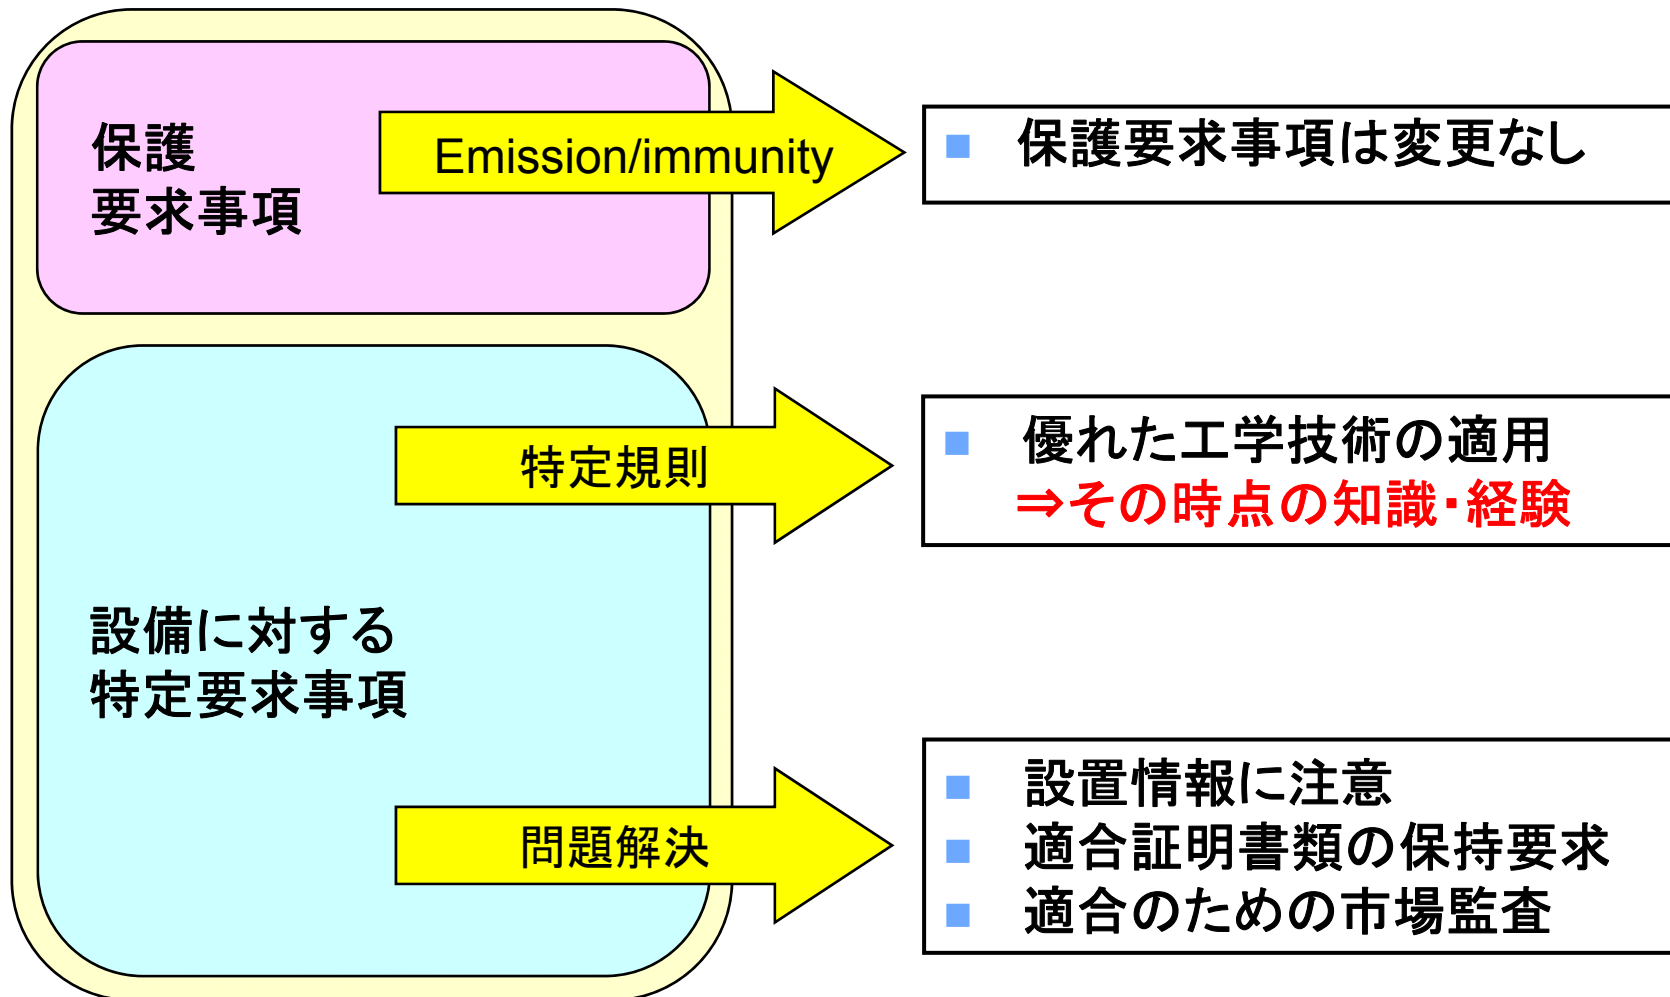 保護
要求事項
Emission/immunity
■ 保護要求事項は変更なし
設備に対する
特定要求事項
特定規則
■ 優れた工学技術の適用
⇒その時点の知識・経験
問題解決
■ 設置情報に注意
■ 適合証明書類の保持要求
■ 適合のための市場監査